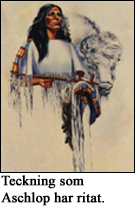 Teckning som
Aschlop har ritat.